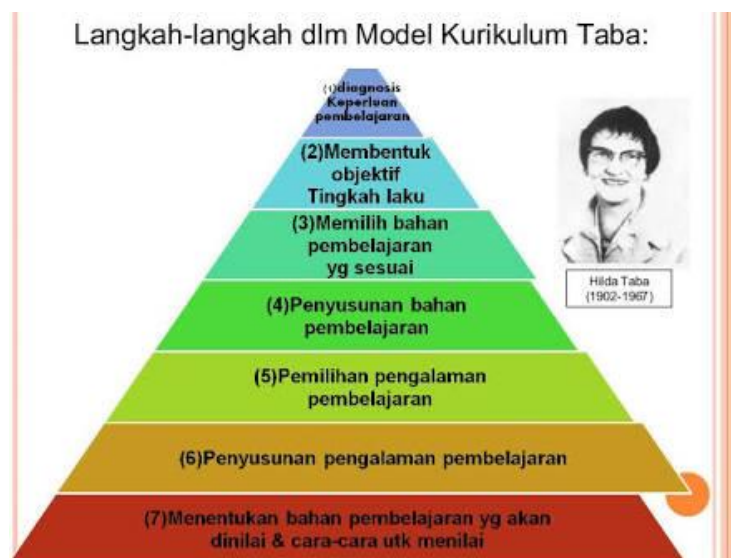 Langkah-langkah dlm Model Kurikulum Taba:
(1)diagnosis
Keperluan
pembelajaran
(2)Membentuk
objektif
Tingkah laku
(3)Memilih bahan
pembelajaran
yg sesuai
Hilda Taba
(1902-1967)
(4)Penyusunan bahan
pembelajaran
(5)Pemilihan pengalaman
pembelajaran
(6)Penyusunan pengalaman pembelajaran
(7)Menentukan bahan pembelajaran yg akan
dinilai & cara-cara utk menilai